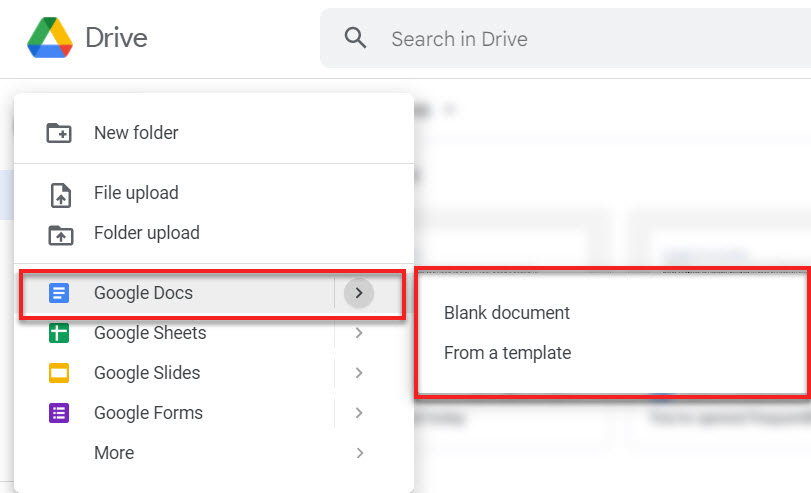 Drive
Search in Drive
New folder
File upload
Folder upload
Google Docs
Blank document
From a template
Google Sheets
Google Slides
Google Forms
More